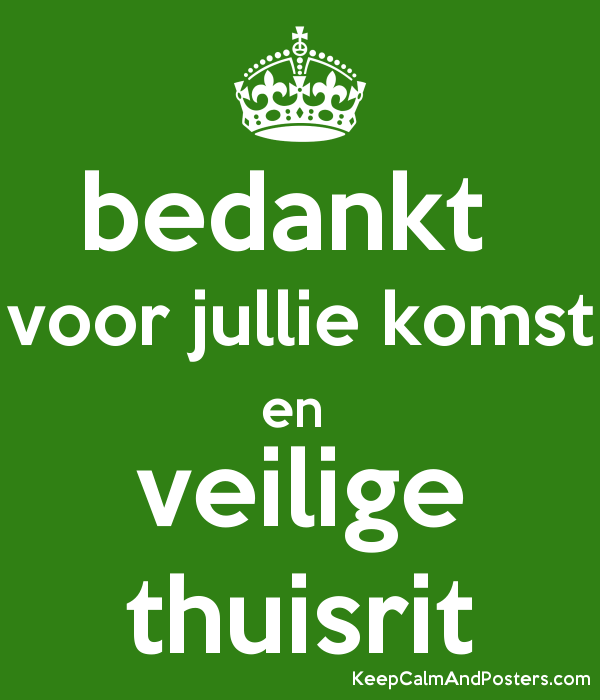 bedankt
voor jullie komst
en
veilige
thuisrit
KeepCalmAndPosters.com